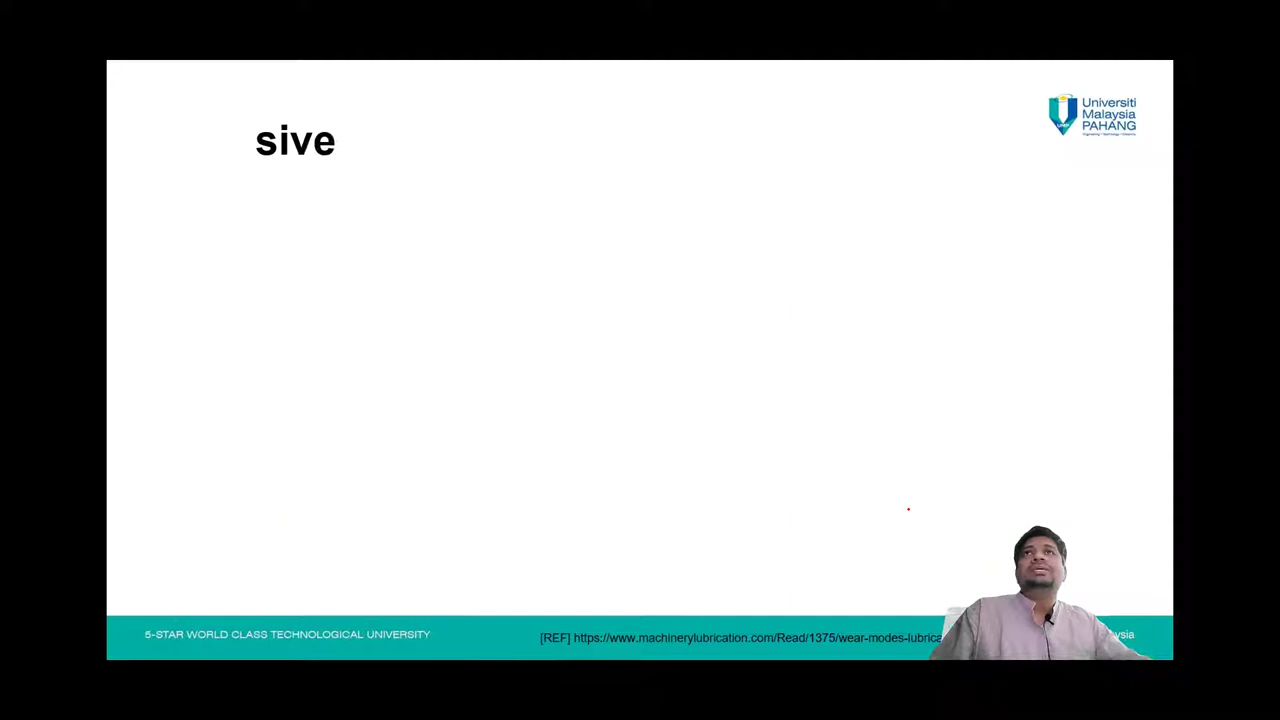 sive
Universiti
Malaysia
PAHANG
5-STAR WORLD CLASS TECHNOLOGICAL UNIVERSITY
[REF] https://www.machinerylubrication.com/Read/1375/wear-modes-lubrica
ysia